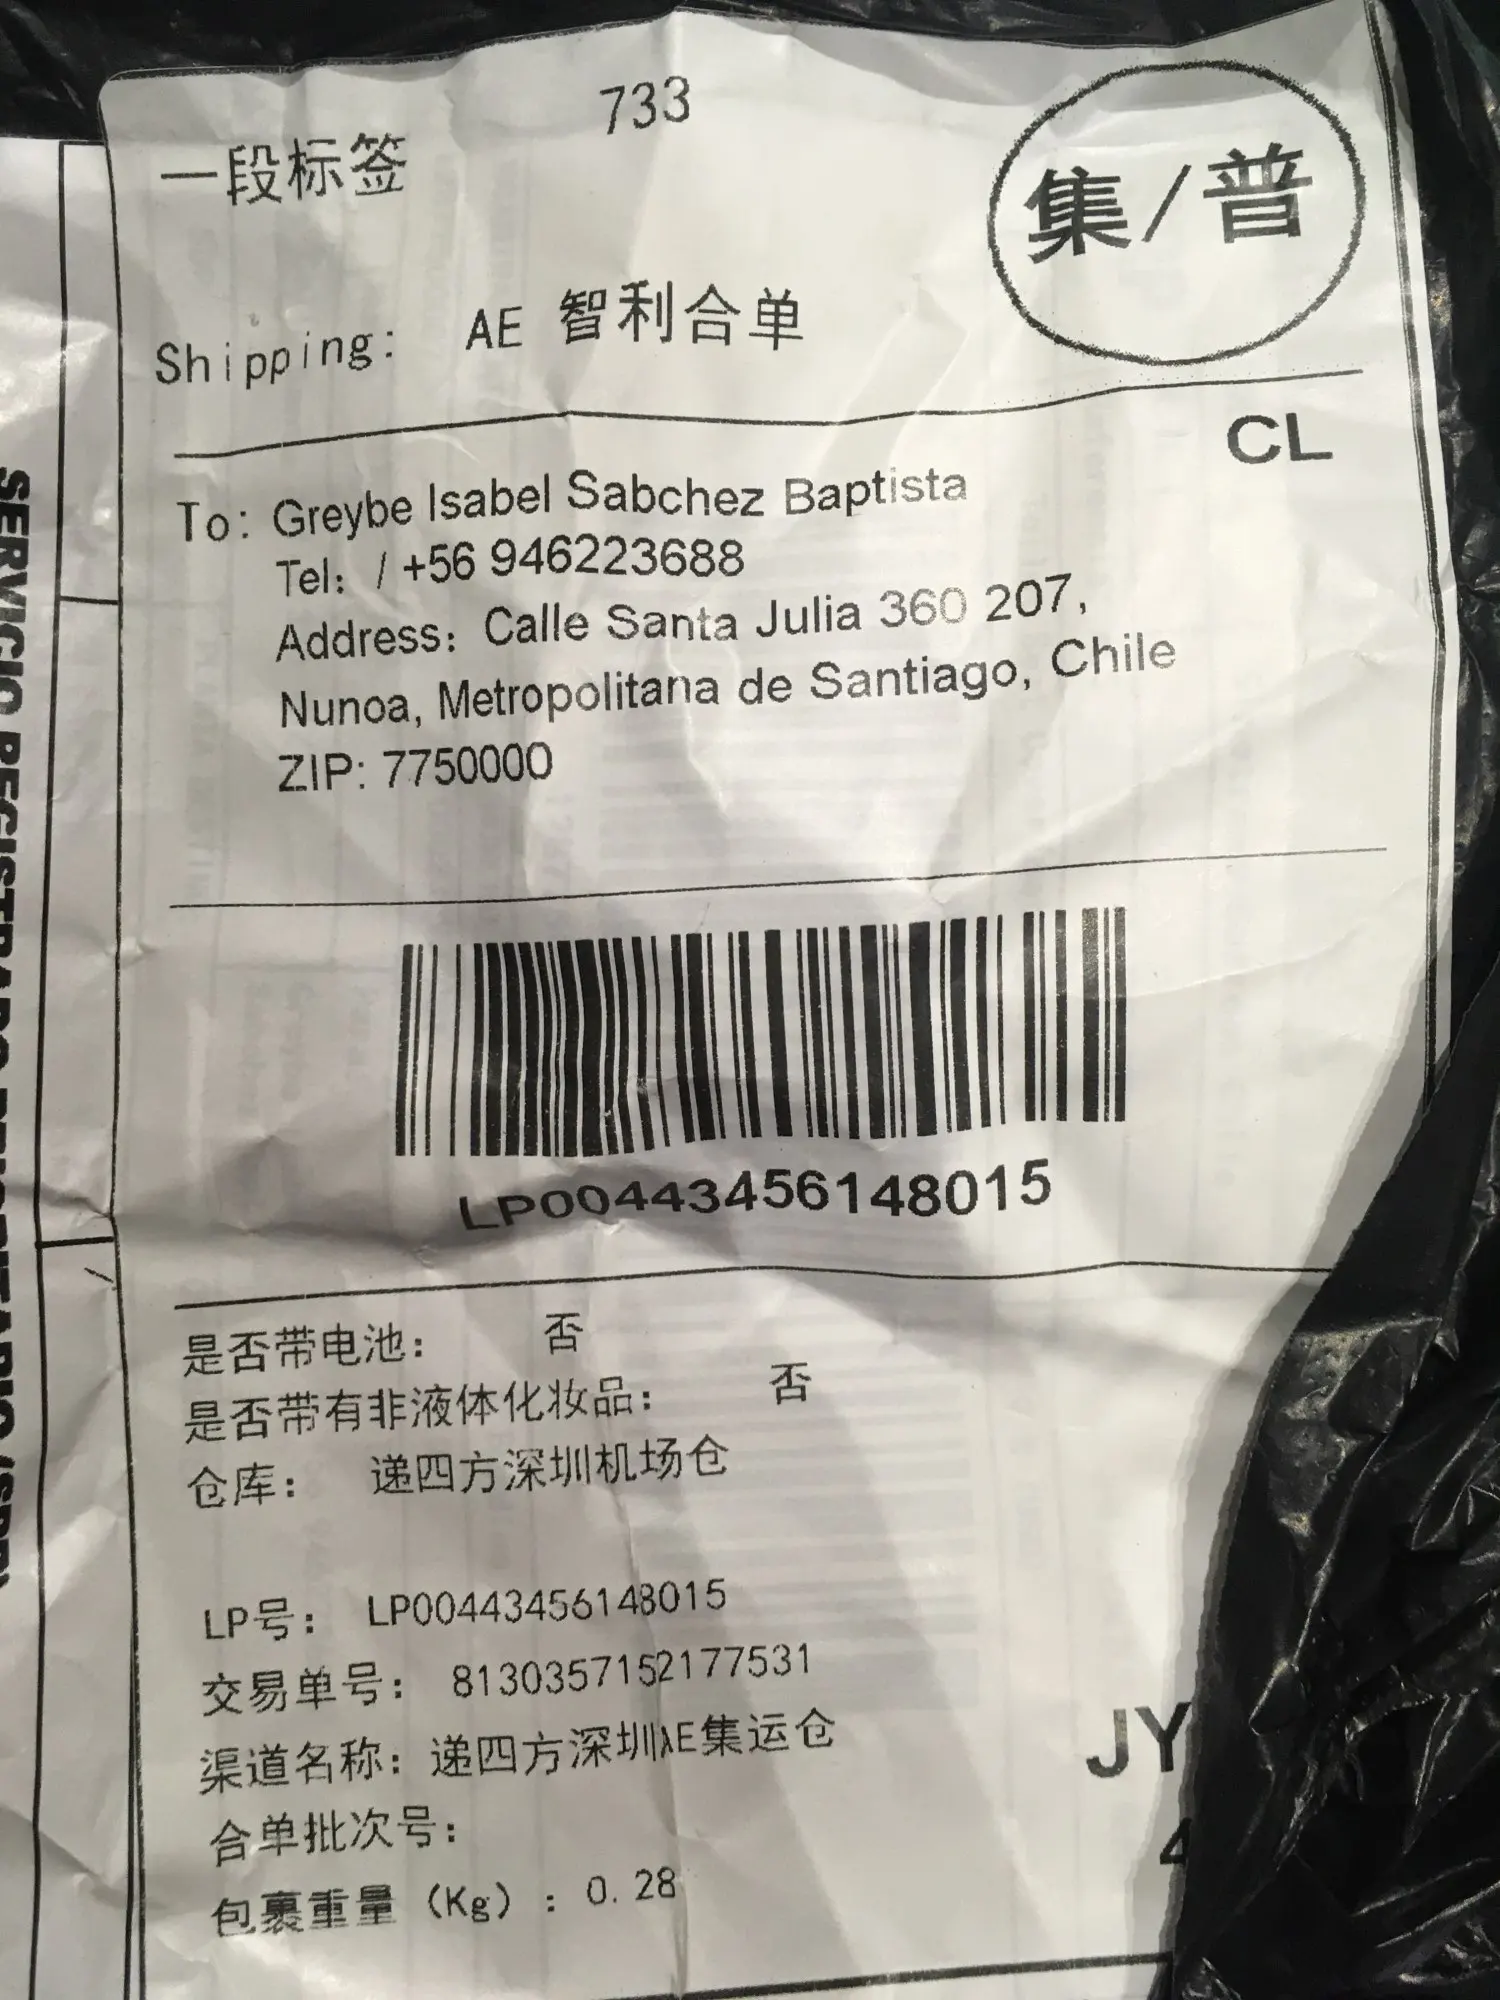 733
一段标签
集/普
Shipping: AE 智利合单
CL
To: Greybe Isabel Sabchez Baptista
Tel: / +56 946223688
Address: Calle Santa Julia 360 207,
Nunoa, Metropolitana de Santiago, Chile
ZIP: 7750000
LP00443456148015
是否带电池: 否
是否带有非液体化妆品: 否
仓库: 递四方深圳机场仓
LP号: LP00443456148015
交易单号: 8130357152177531
渠道名称: 递四方深圳AE集运仓
合单批次号:
包裹重量 (Kg) : 0.28
JY
4
SERVICIO REGISTRADO PRIORITARIO